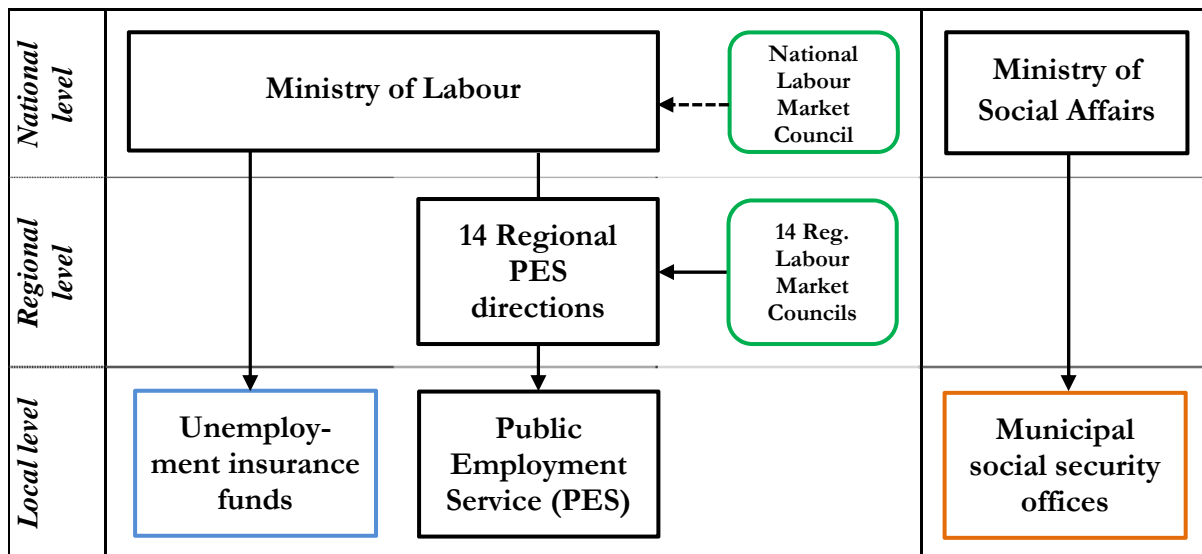 National
level
Ministry of Labour
National
Labour
Market
Council
Ministry of
Social Affairs
Regional
level
14 Regional
PES
directions
14 Reg.
Labour
Market
Councils
Local level
Unemploy-
ment insurance
funds
Public
Employment
Service (PES)
Municipal
social security
offices